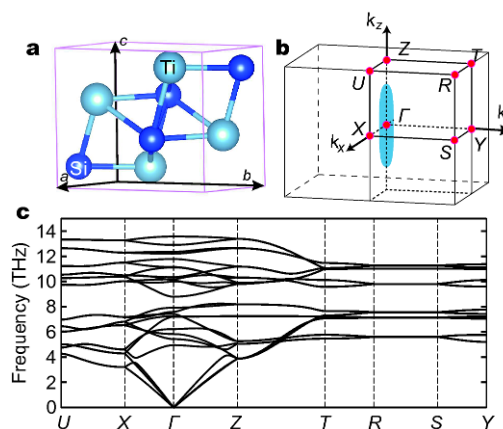 a
c
Ti
Si
a
b
b
k_z
Z
T
U
R
Γ
X
k_x
S
Y
k
c
Frequency (THz)
14
12
10
8
6
4
2
0
U X Γ Z T R S Y